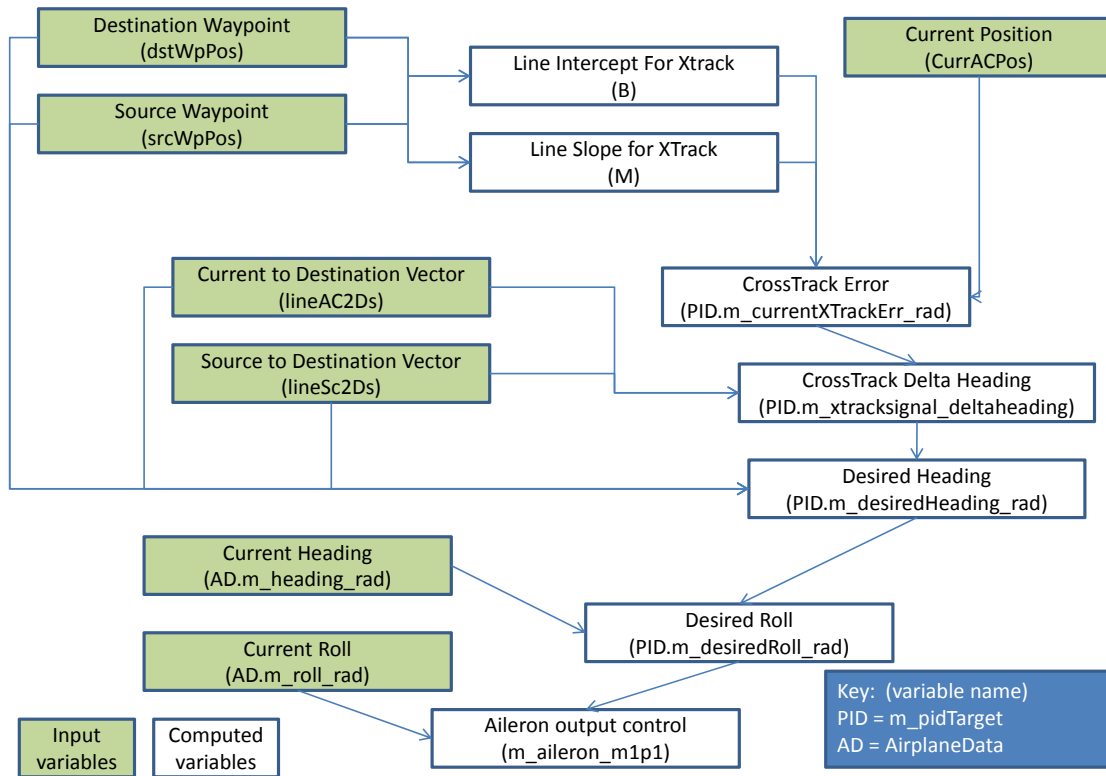 Destination Waypoint
(dstWpPos)
Source Waypoint
(srcWpPos)
Line Intercept For Xtrack
(B)
Line Slope for XTrack
(M)
Current Position
(CurrACPos)
Current to Destination Vector
(lineAC2Ds)
Source to Destination Vector
(lineSc2Ds)
CrossTrack Error
(PID.m_currentXTrackErr_rad)
CrossTrack Delta Heading
(PID.m_xtracksignal_deltaheading)
Desired Heading
(PID.m_desiredHeading_rad)
Current Heading
(AD.m_heading_rad)
Desired Roll
(PID.m_desiredRoll_rad)
Current Roll
(AD.m_roll_rad)
Aileron output control
(m_aileron_m1p1)
Input
variables
Computed
variables
Key: (variable name)
PID = m_pidTarget
AD = AirplaneData